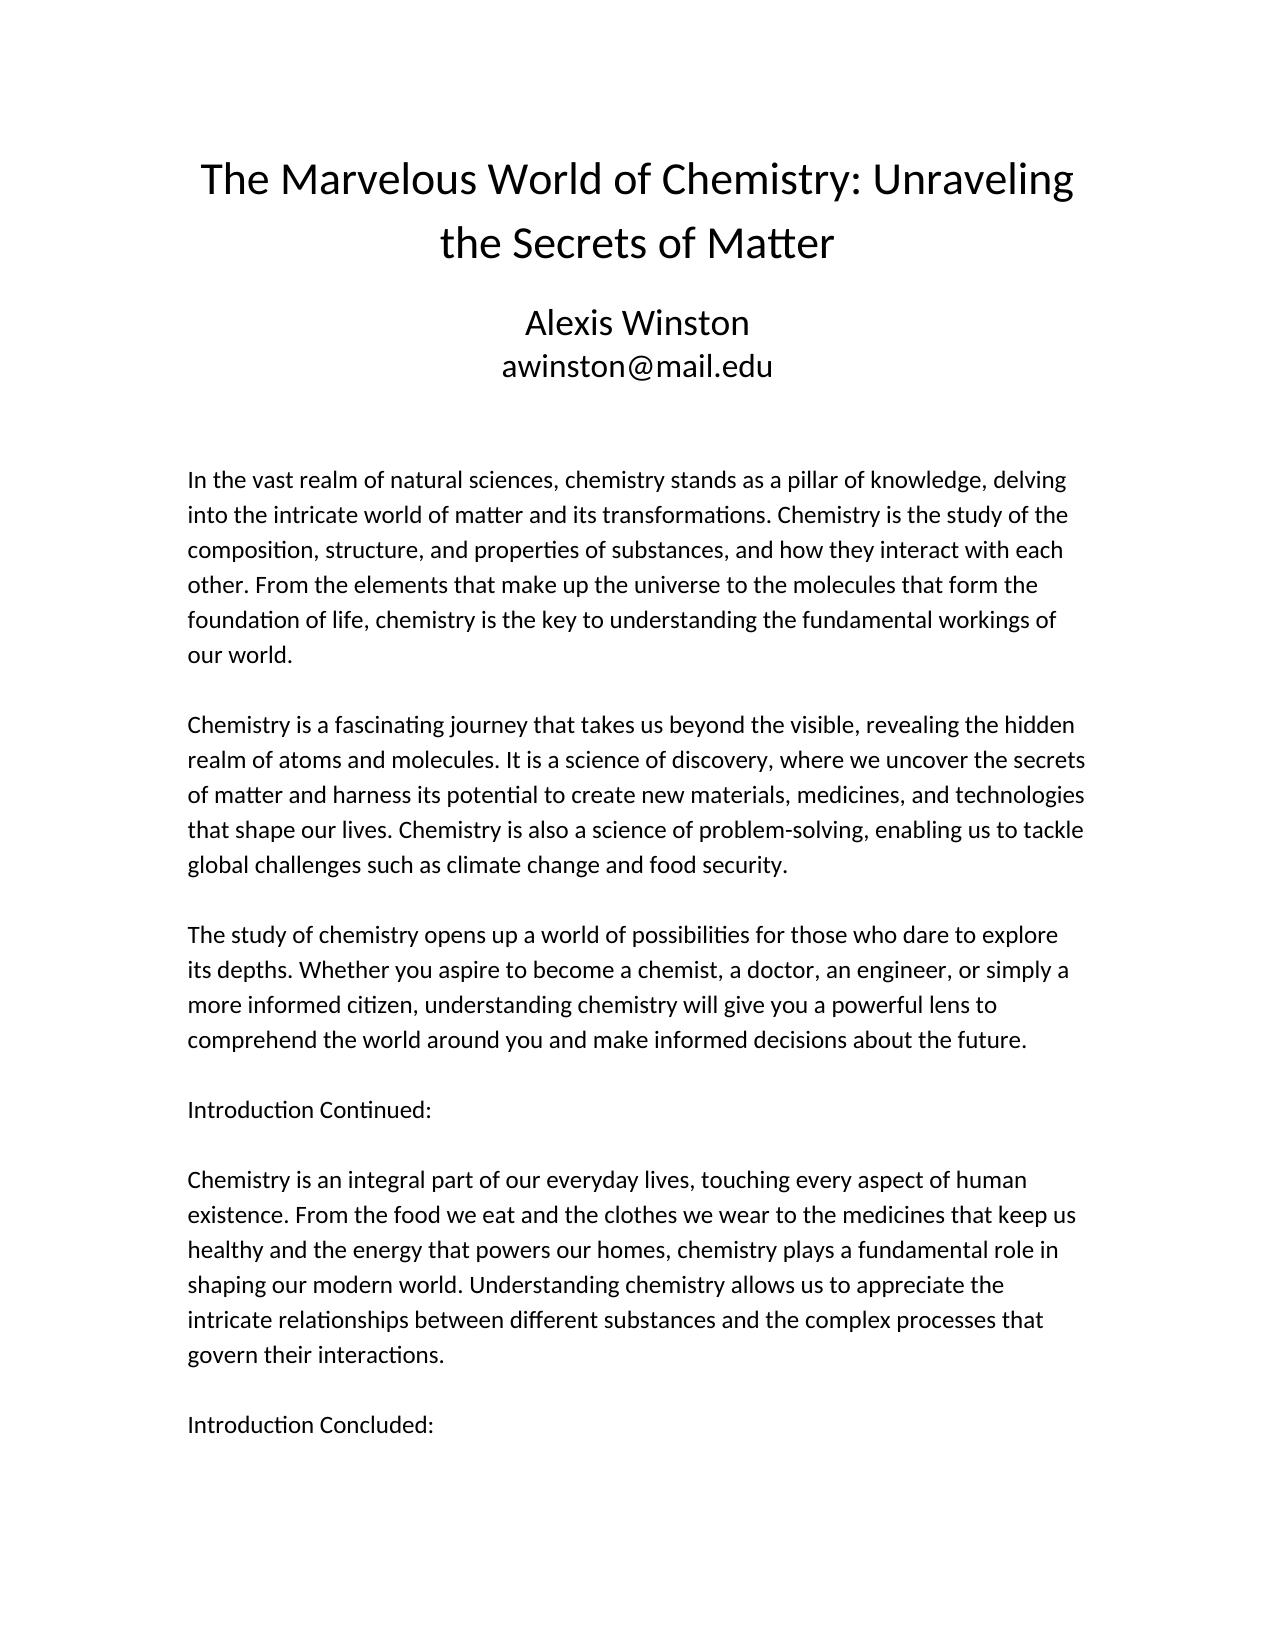 The Marvelous World of Chemistry: Unraveling
the Secrets of Matter
Alexis Winston
awinston@mail.edu
In the vast realm of natural sciences, chemistry stands as a pillar of knowledge, delving
into the intricate world of matter and its transformations. Chemistry is the study of the
composition, structure, and properties of substances, and how they interact with each
other. From the elements that make up the universe to the molecules that form the
foundation of life, chemistry is the key to understanding the fundamental workings of
our world.
Chemistry is a fascinating journey that takes us beyond the visible, revealing the hidden
realm of atoms and molecules. It is a science of discovery, where we uncover the secrets
of matter and harness its potential to create new materials, medicines, and technologies
that shape our lives. Chemistry is also a science of problem-solving, enabling us to tackle
global challenges such as climate change and food security.
The study of chemistry opens up a world of possibilities for those who dare to explore
its depths. Whether you aspire to become a chemist, a doctor, an engineer, or simply a
more informed citizen, understanding chemistry will give you a powerful lens to
comprehend the world around you and make informed decisions about the future.
Introduction Continued:
Chemistry is an integral part of our everyday lives, touching every aspect of human
existence. From the food we eat and the clothes we wear to the medicines that keep us
healthy and the energy that powers our homes, chemistry plays a fundamental role in
shaping our modern world. Understanding chemistry allows us to appreciate the
intricate relationships between different substances and the complex processes that
govern their interactions.
Introduction Concluded: